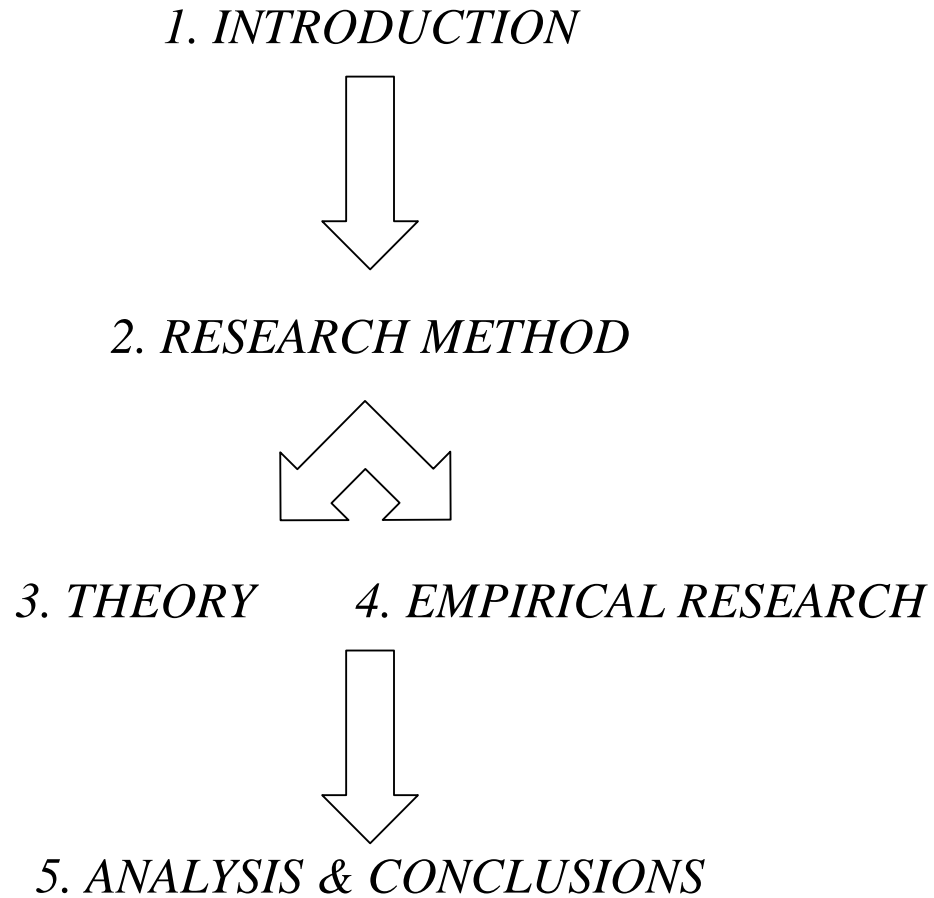 1. INTRODUCTION
2. RESEARCH METHOD
3. THEORY 4. EMPIRICAL RESEARCH
5. ANALYSIS & CONCLUSIONS